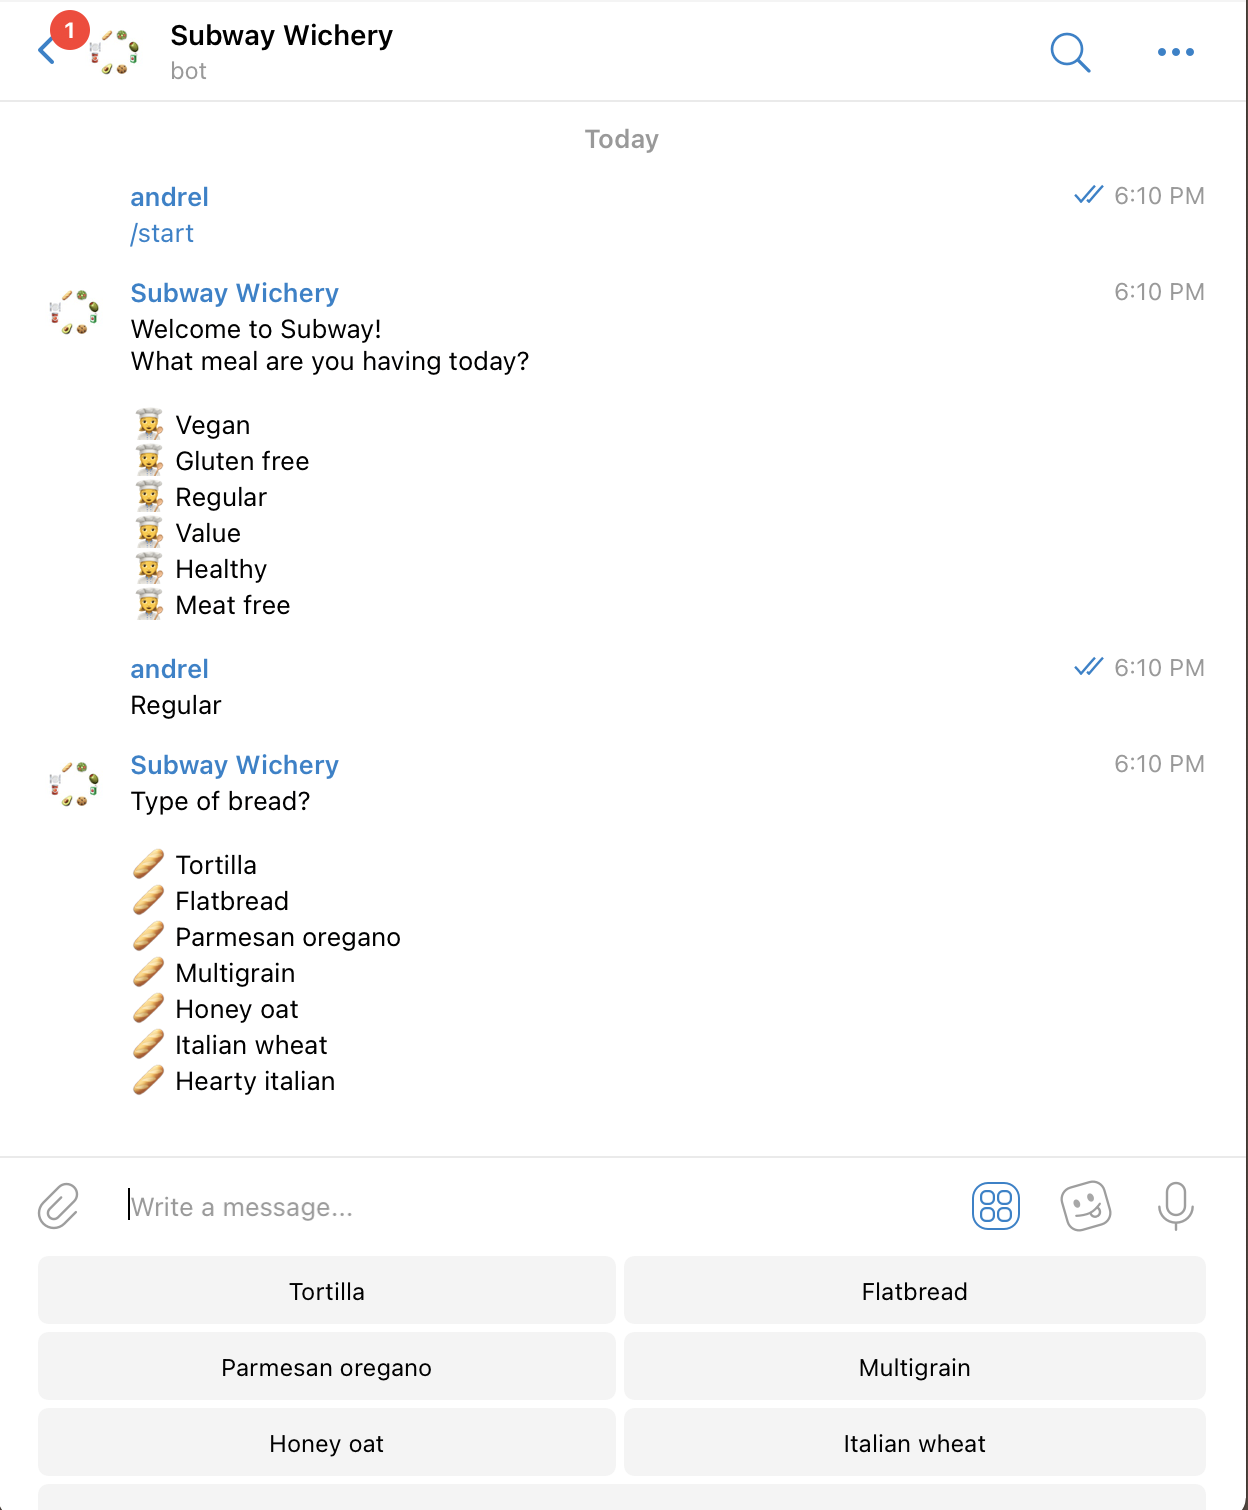 1
Subway Wichery
bot
Today
andrel
6:10 PM
/start
Subway Wichery
6:10 PM
Welcome to Subway!
What meal are you having today?
Vegan
Gluten free
Regular
Value
Healthy
Meat free
andrel
6:10 PM
Regular
Subway Wichery
6:10 PM
Type of bread?
Tortilla
Flatbread
Parmesan oregano
Multigrain
Honey oat
Italian wheat
Hearty italian
Write a message...
Tortilla
Flatbread
Parmesan oregano
Multigrain
Honey oat
Italian wheat